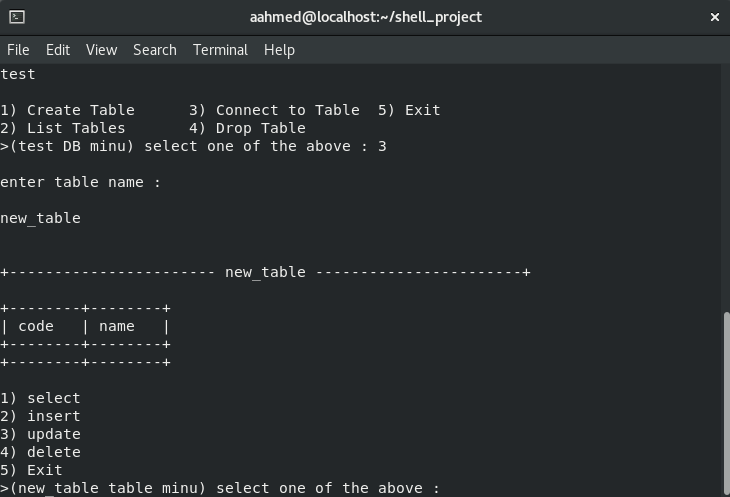 aahmed@localhost:~/shell_project
File Edit View Search Terminal Help
test
1) Create Table      3) Connect to Table  5) Exit
2) List Tables       4) Drop Table
>(test DB minu) select one of the above : 3
enter table name :
new_table
+----------------------- new_table -----------------------+
+--------+--------+
| code   | name   |
+--------+--------+
+--------+--------+
1) select
2) insert
3) update
4) delete
5) Exit
>(new_table table minu) select one of the above :